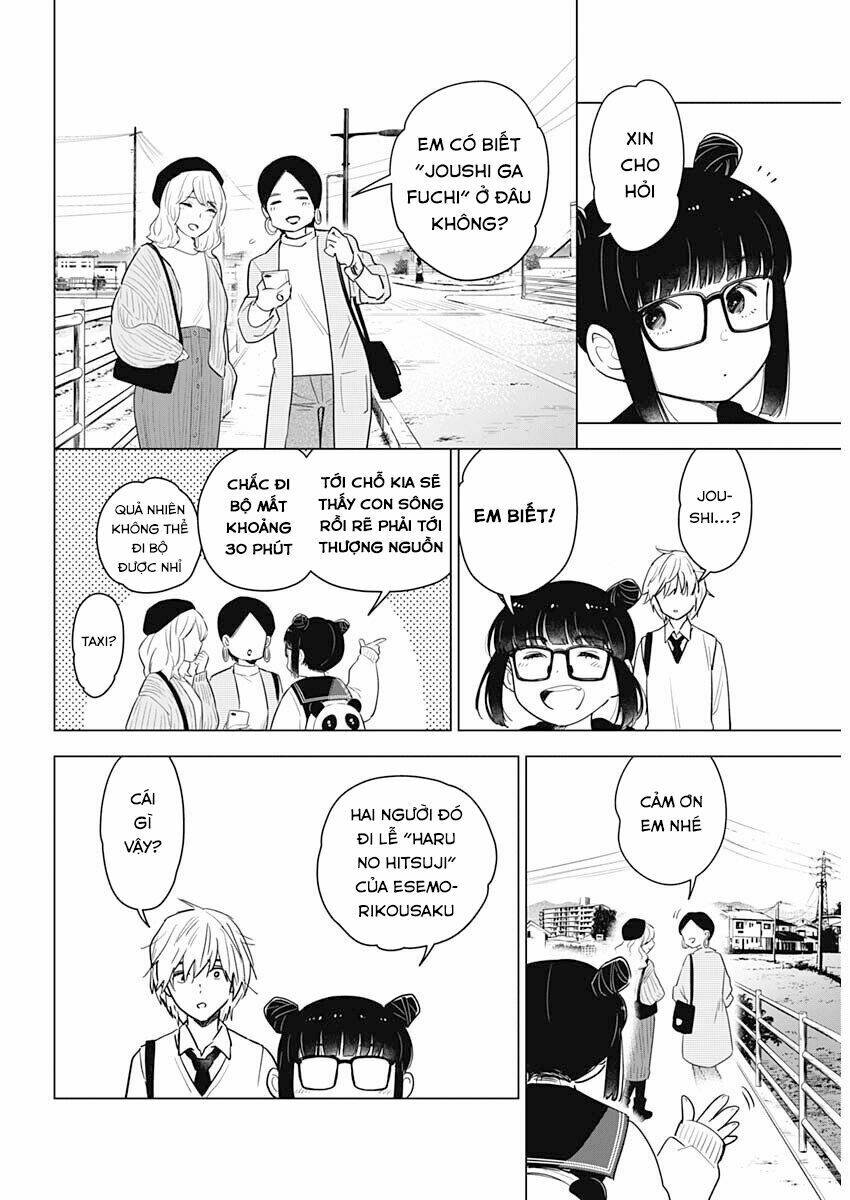 XIN
CHO
HỎI
EM CÓ BIẾT
"JOUSHI GA
FUCHI" Ở ĐÂU
KHÔNG?
JOU-
SHI...?
EM BIẾT!
TỚI CHỖ KIA SẼ
THẤY CON SÔNG
RỒI RẼ PHẢI TỚI
THƯỢNG NGUỒN
CHẮC ĐI
BỘ MẤT
KHOẢNG
30 PHÚT
QUẢ NHIÊN
KHÔNG THỂ
ĐI BỘ
ĐƯỢC NHỈ
TAXI?
CẢM ƠN
EM NHÉ
HAI NGƯỜI ĐÓ
ĐI LỄ "HARU
NO HITSUJI"
CỦA ESEMO-
RIKOUSAKU
CÁI
GÌ
VẬY?